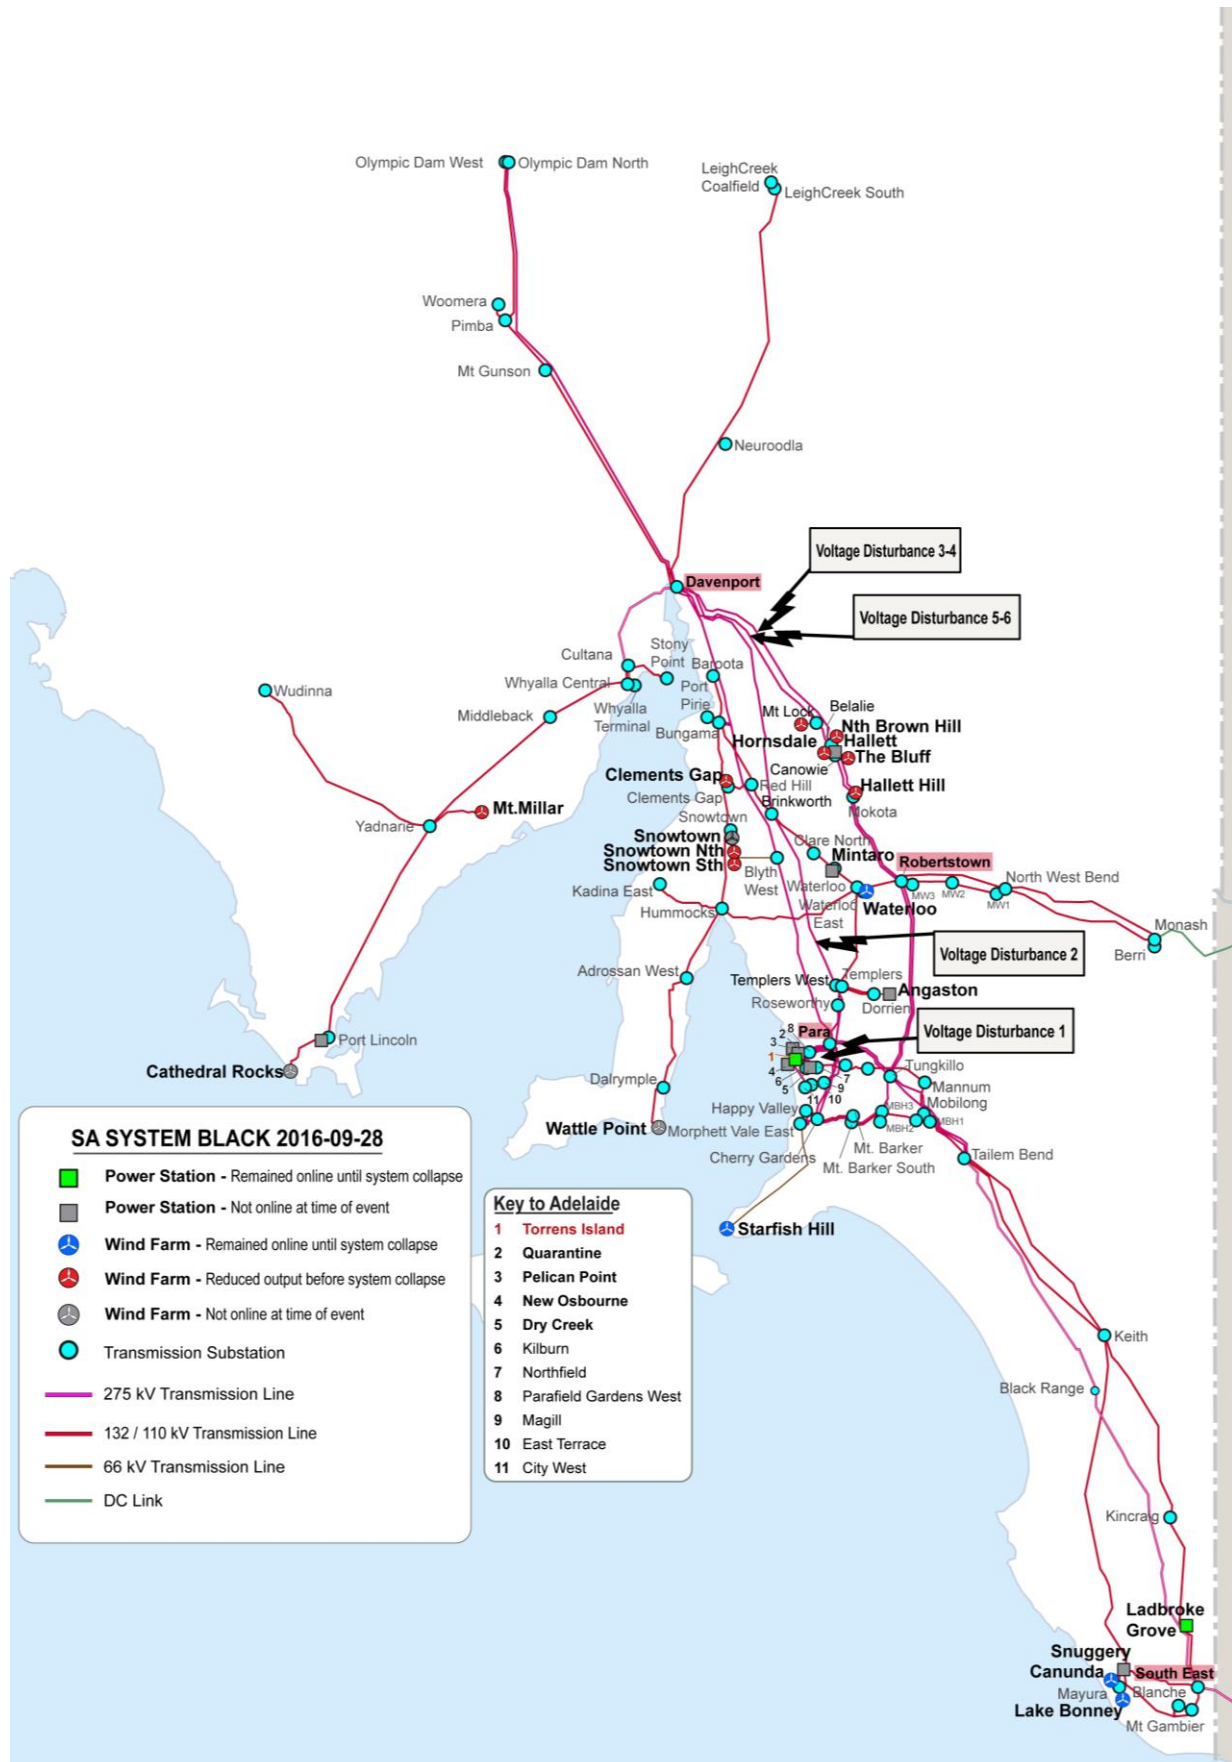 Olympic Dam West
Olympic Dam North
LeighCreek
Coalfield
LeighCreek South
Woomera
Pimba
Mt Gunson
Neuroodla
Voltage Disturbance 3-4
Davenport
Voltage Disturbance 5-6
Cultana
Stony
Point
Baroota
Whyalla Central
Port
Pirie
Wudinna
Whyalla
Terminal
Middleback
Bungama
Mt Lock
Belalie
Nth Brown Hill
Hornsdale
Hallett
The Bluff
Canowie
Clements Gap
Red Hill
Hallett Hill
Clements Gap
Brinkworth
Mokota
Mt.Millar
Yadnarie
Snowtown
Snowtown
Clare North
Snowtown Nth
Mintaro
Robertstown
Snowtown Sth
Blyth
West
North West Bend
Kadina East
Waterloo
MW3
MW2
MW1
Waterloo
East
Waterloo
Hummocks
Monash
Berri
Voltage Disturbance 2
Adrossan West
Templers West
Templers
Angaston
Roseworthy
Dorrien
Voltage Disturbance 1
Para
8
2
3
1
4
6
5
7
9
11
10
Port Lincoln
Tungkillo
Cathedral Rocks
Dalrymple
Mannum
Mobilong
MBH3
MBH2
MBH1
Happy Valley
Wattle Point
Morphett Vale East
Mt. Barker
Cherry Gardens
Mt. Barker South
Tailem Bend
Starfish Hill
SA SYSTEM BLACK 2016-09-28
Power Station - Remained online until system collapse
Power Station - Not online at time of event
Wind Farm - Remained online until system collapse
Wind Farm - Reduced output before system collapse
Wind Farm - Not online at time of event
Transmission Substation
275 kV Transmission Line
132 / 110 kV Transmission Line
66 kV Transmission Line
DC Link
Key to Adelaide
1 Torrens Island
2 Quarantine
3 Pelican Point
4 New Osbourne
5 Dry Creek
6 Kilburn
7 Northfield
8 Parafield Gardens West
9 Magill
10 East Terrace
11 City West
Keith
Black Range
Kincraig
Ladbroke
Grove
Snuggery
Canunda
South East
Mayura
Blanche
Lake Bonney
Mt Gambier